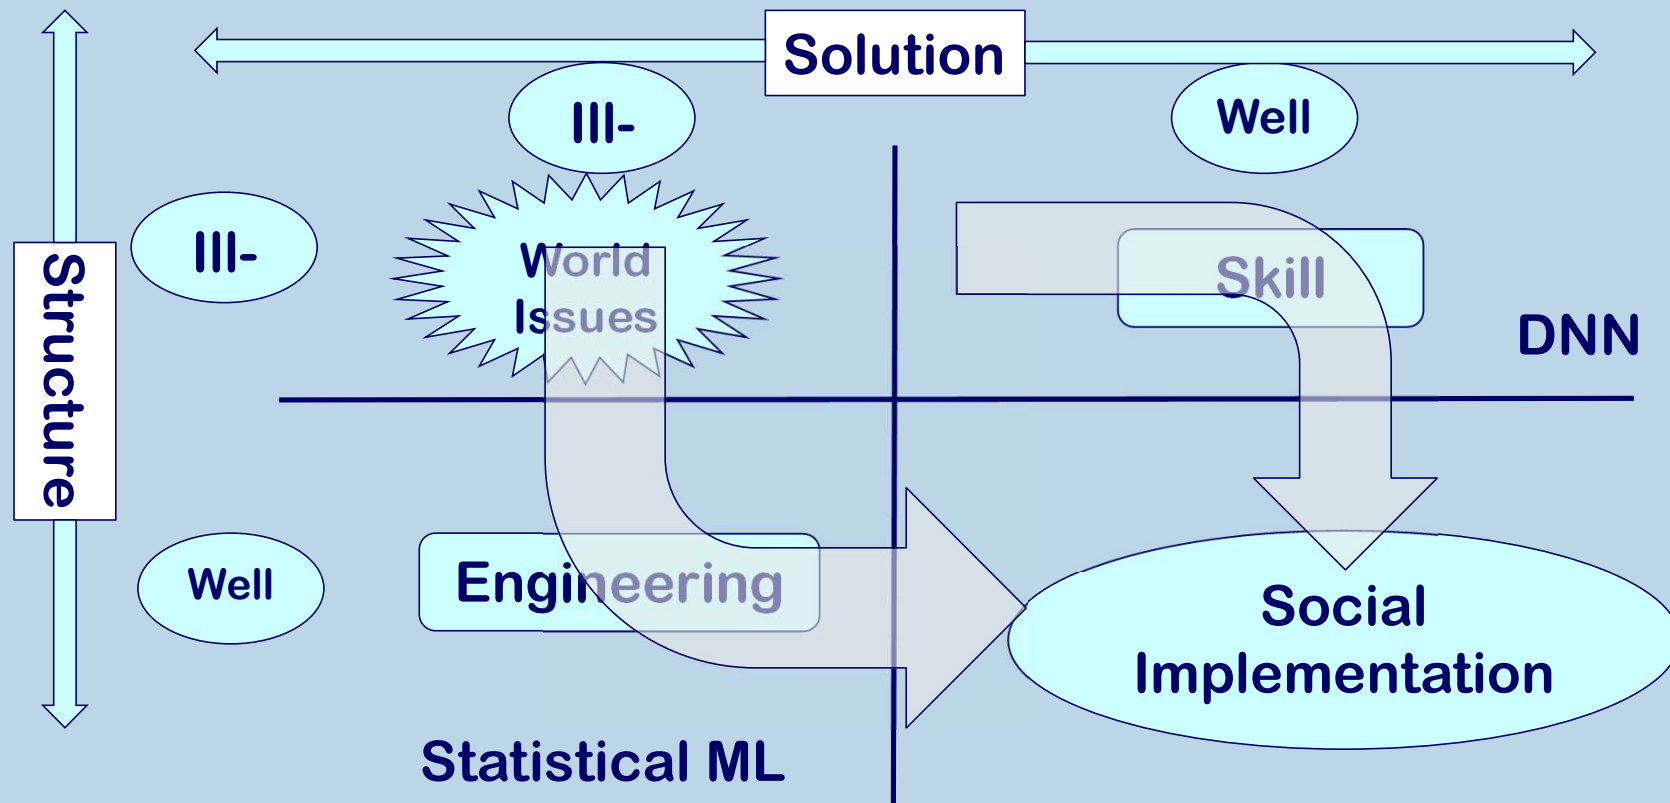 Solution
Ill-
Well
Structure
Ill-
World
Issues
Skill
DNN
Well
Engineering
Social
Implementation
Statistical ML